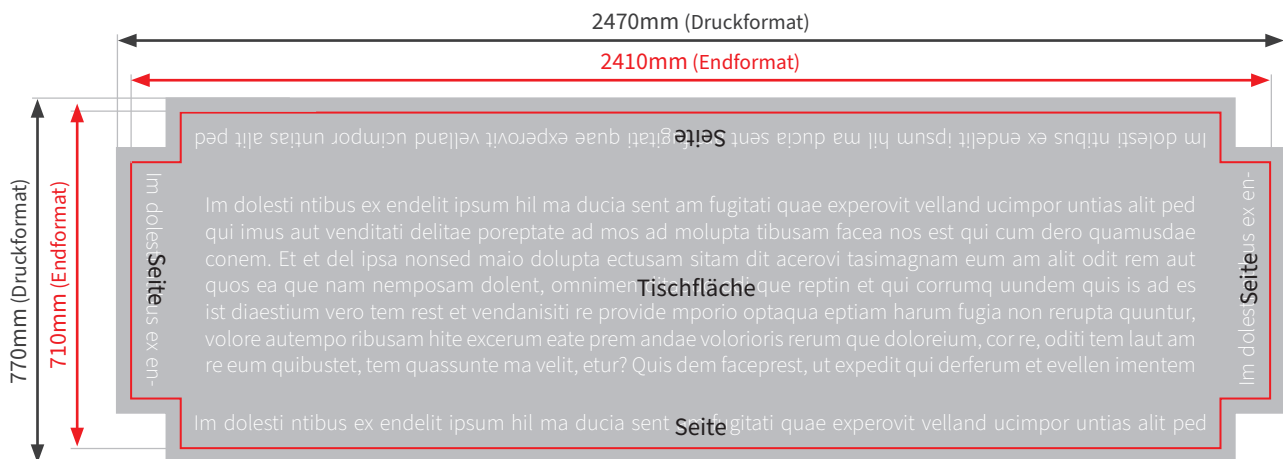 2470mm (Druckformat)
2410mm (Endformat)
770mm (Druckformat)
710mm (Endformat)
Im dolesti ntibus ex endelit ipsum hil ma ducia sent fugitati quae experovit velland ucimpor untias alit ped
Seite
Im dolesti ntibus ex en-
Seite
Im dolesti ntibus ex endelit ipsum hil ma ducia sent am fugitati quae experovit velland ucimpor untias alit ped
qui imus aut venditati delitae poreptate ad mos ad molupta tibusam facea nos est qui cum dero quamusdae
conem. Et et del ipsa nonsed maio dolupta ectusam sitam dit acerovi tasimagnam eum am alit odit rem aut
quos ea que nam nemposam dolent, omnimen que reptin et qui corrumq uundem quis is ad es
Tischfläche
ist diaestium vero tem rest et vendanisiti re provide mporio optaqua eptiam harum fugia non rerupta quuntur,
volore autempo ribusam hite excerum eate prem andae volorioris rerum que doloreium, cor re, oditi tem laut am
re eum quibustet, tem quassunte ma velit, etur? Quis dem faceprest, ut expedit qui derferum et evellen imentem
Im dolesti ntibus ex en-
Seite
Im dolesti ntibus ex endelit ipsum hil ma ducia sent fugitati quae experovit velland ucimpor untias alit ped
Seite